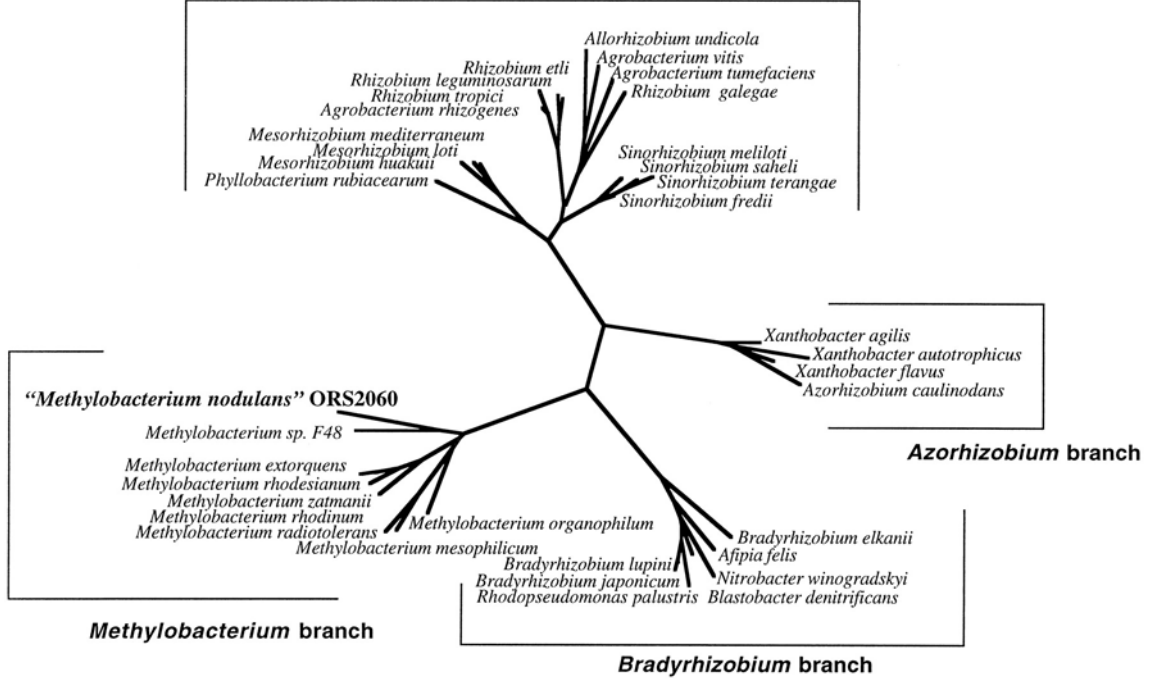 Allorhizobium undicola
Agrobacterium vitis
Rhizobium etli
Agrobacterium tumefaciens
Rhizobium leguminosarum
Rhizobium galegae
Rhizobium tropici
Agrobacterium rhizogenes
Mesorhizobium mediterraneum
Mesorhizobium loti
Mesorhizobium huakuii
Phyllobacterium rubiacearum
Sinorhizobium meliloti
Sinorhizobium saheli
Sinorhizobium terangae
Sinorhizobium fredii
Xanthobacter agilis
Xanthobacter autotrophicus
Xanthobacter flavus
Azorhizobium caulinodans
Azorhizobium branch
“Methylobacterium nodulans” ORS2060
Methylobacterium sp. F48
Methylobacterium extorquens
Methylobacterium rhodesianum
Methylobacterium zatmanii
Methylobacterium rhodinum
Methylobacterium radiotolerans
Methylobacterium organophilum
Methylobacterium mesophilicum
Methylobacterium branch
Bradyrhizobium elkanii
Afipia felis
Bradyrhizobium lupini
Nitrobacter winogradskyi
Bradyrhizobium japonicum
Rhodopseudomonas palustris Blastobacter denitrificans
Bradyrhizobium branch